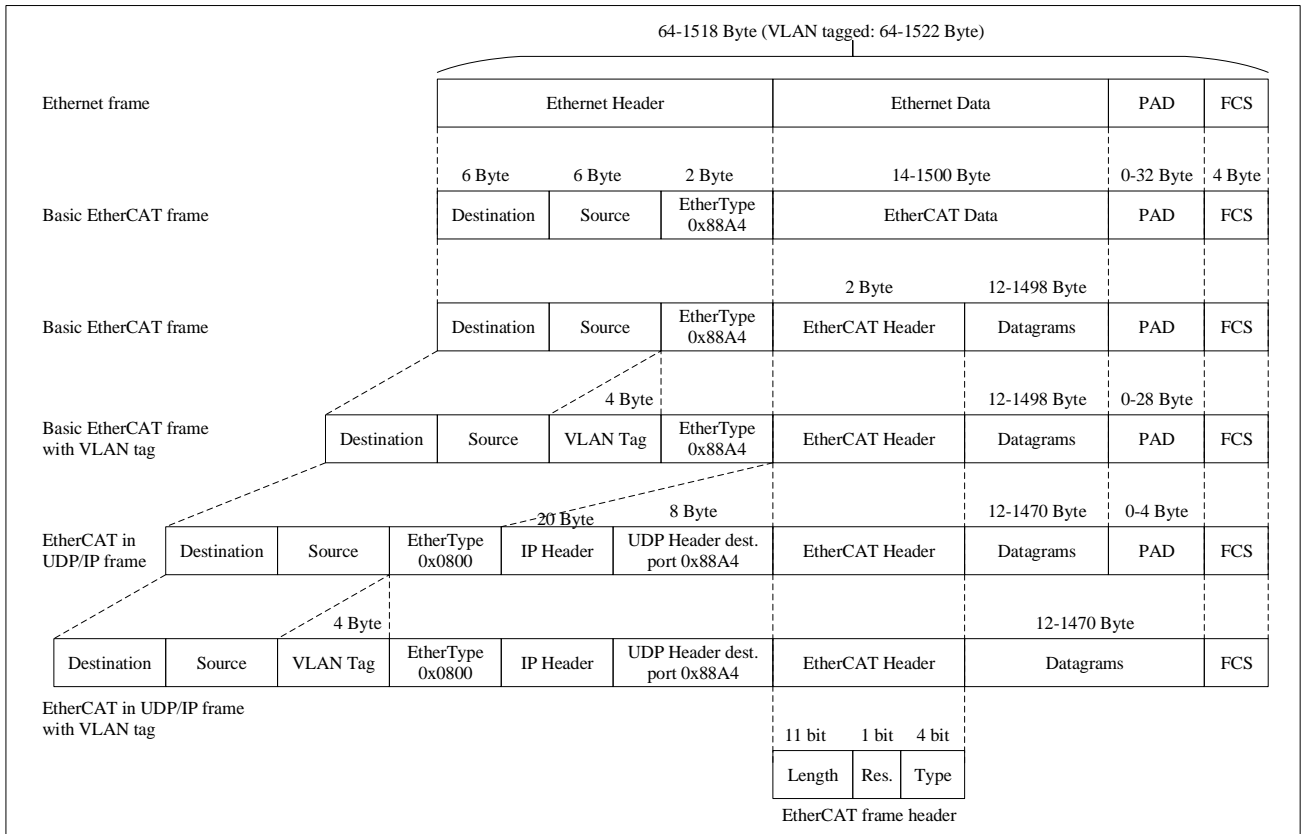 64-1518 Byte (VLAN tagged: 64-1522 Byte)
Ethernet frame Ethernet Header Ethernet Data PAD FCS
6 Byte 6 Byte 2 Byte 14-1500 Byte 0-32 Byte 4 Byte
Basic EtherCAT frame Destination Source EtherType 0x88A4 EtherCAT Data PAD FCS
2 Byte 12-1498 Byte
Basic EtherCAT frame Destination Source EtherType 0x88A4 EtherCAT Header Datagrams PAD FCS
4 Byte 12-1498 Byte 0-28 Byte
Basic EtherCAT frame with VLAN tag Destination Source VLAN Tag EtherType 0x88A4 EtherCAT Header Datagrams PAD FCS
20 Byte 8 Byte 12-1470 Byte 0-4 Byte
EtherCAT in UDP/IP frame Destination Source EtherType 0x0800 IP Header UDP Header dest. port 0x88A4 EtherCAT Header Datagrams PAD FCS
4 Byte 12-1470 Byte
Destination Source VLAN Tag EtherType 0x0800 IP Header UDP Header dest. port 0x88A4 EtherCAT Header Datagrams FCS
EtherCAT in UDP/IP frame
with VLAN tag
11 bit 1 bit 4 bit
Length Res. Type
EtherCAT frame header